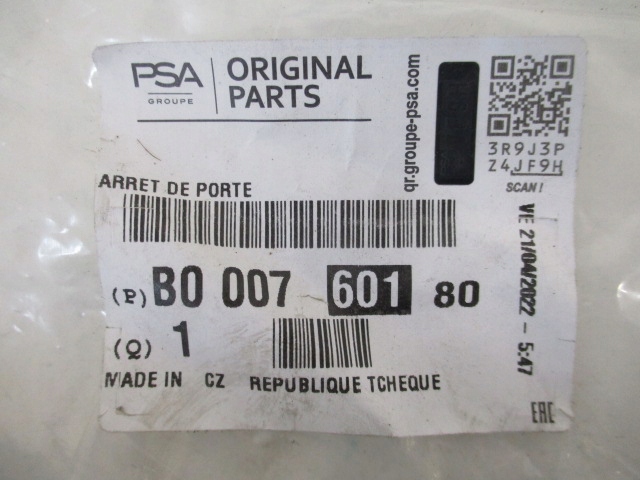 PSA
GROUPE
ORIGINAL
PARTS
qr.groupe-psa.com
3R9J3P
Z4JF9H
SCAN!
ARRET DE PORTE
(P) B0 007 601 80
(Q) 1
MADE IN CZ REPUBLIQUE TCHEQUE
VE 21/04/2022 - 5:47
EAC